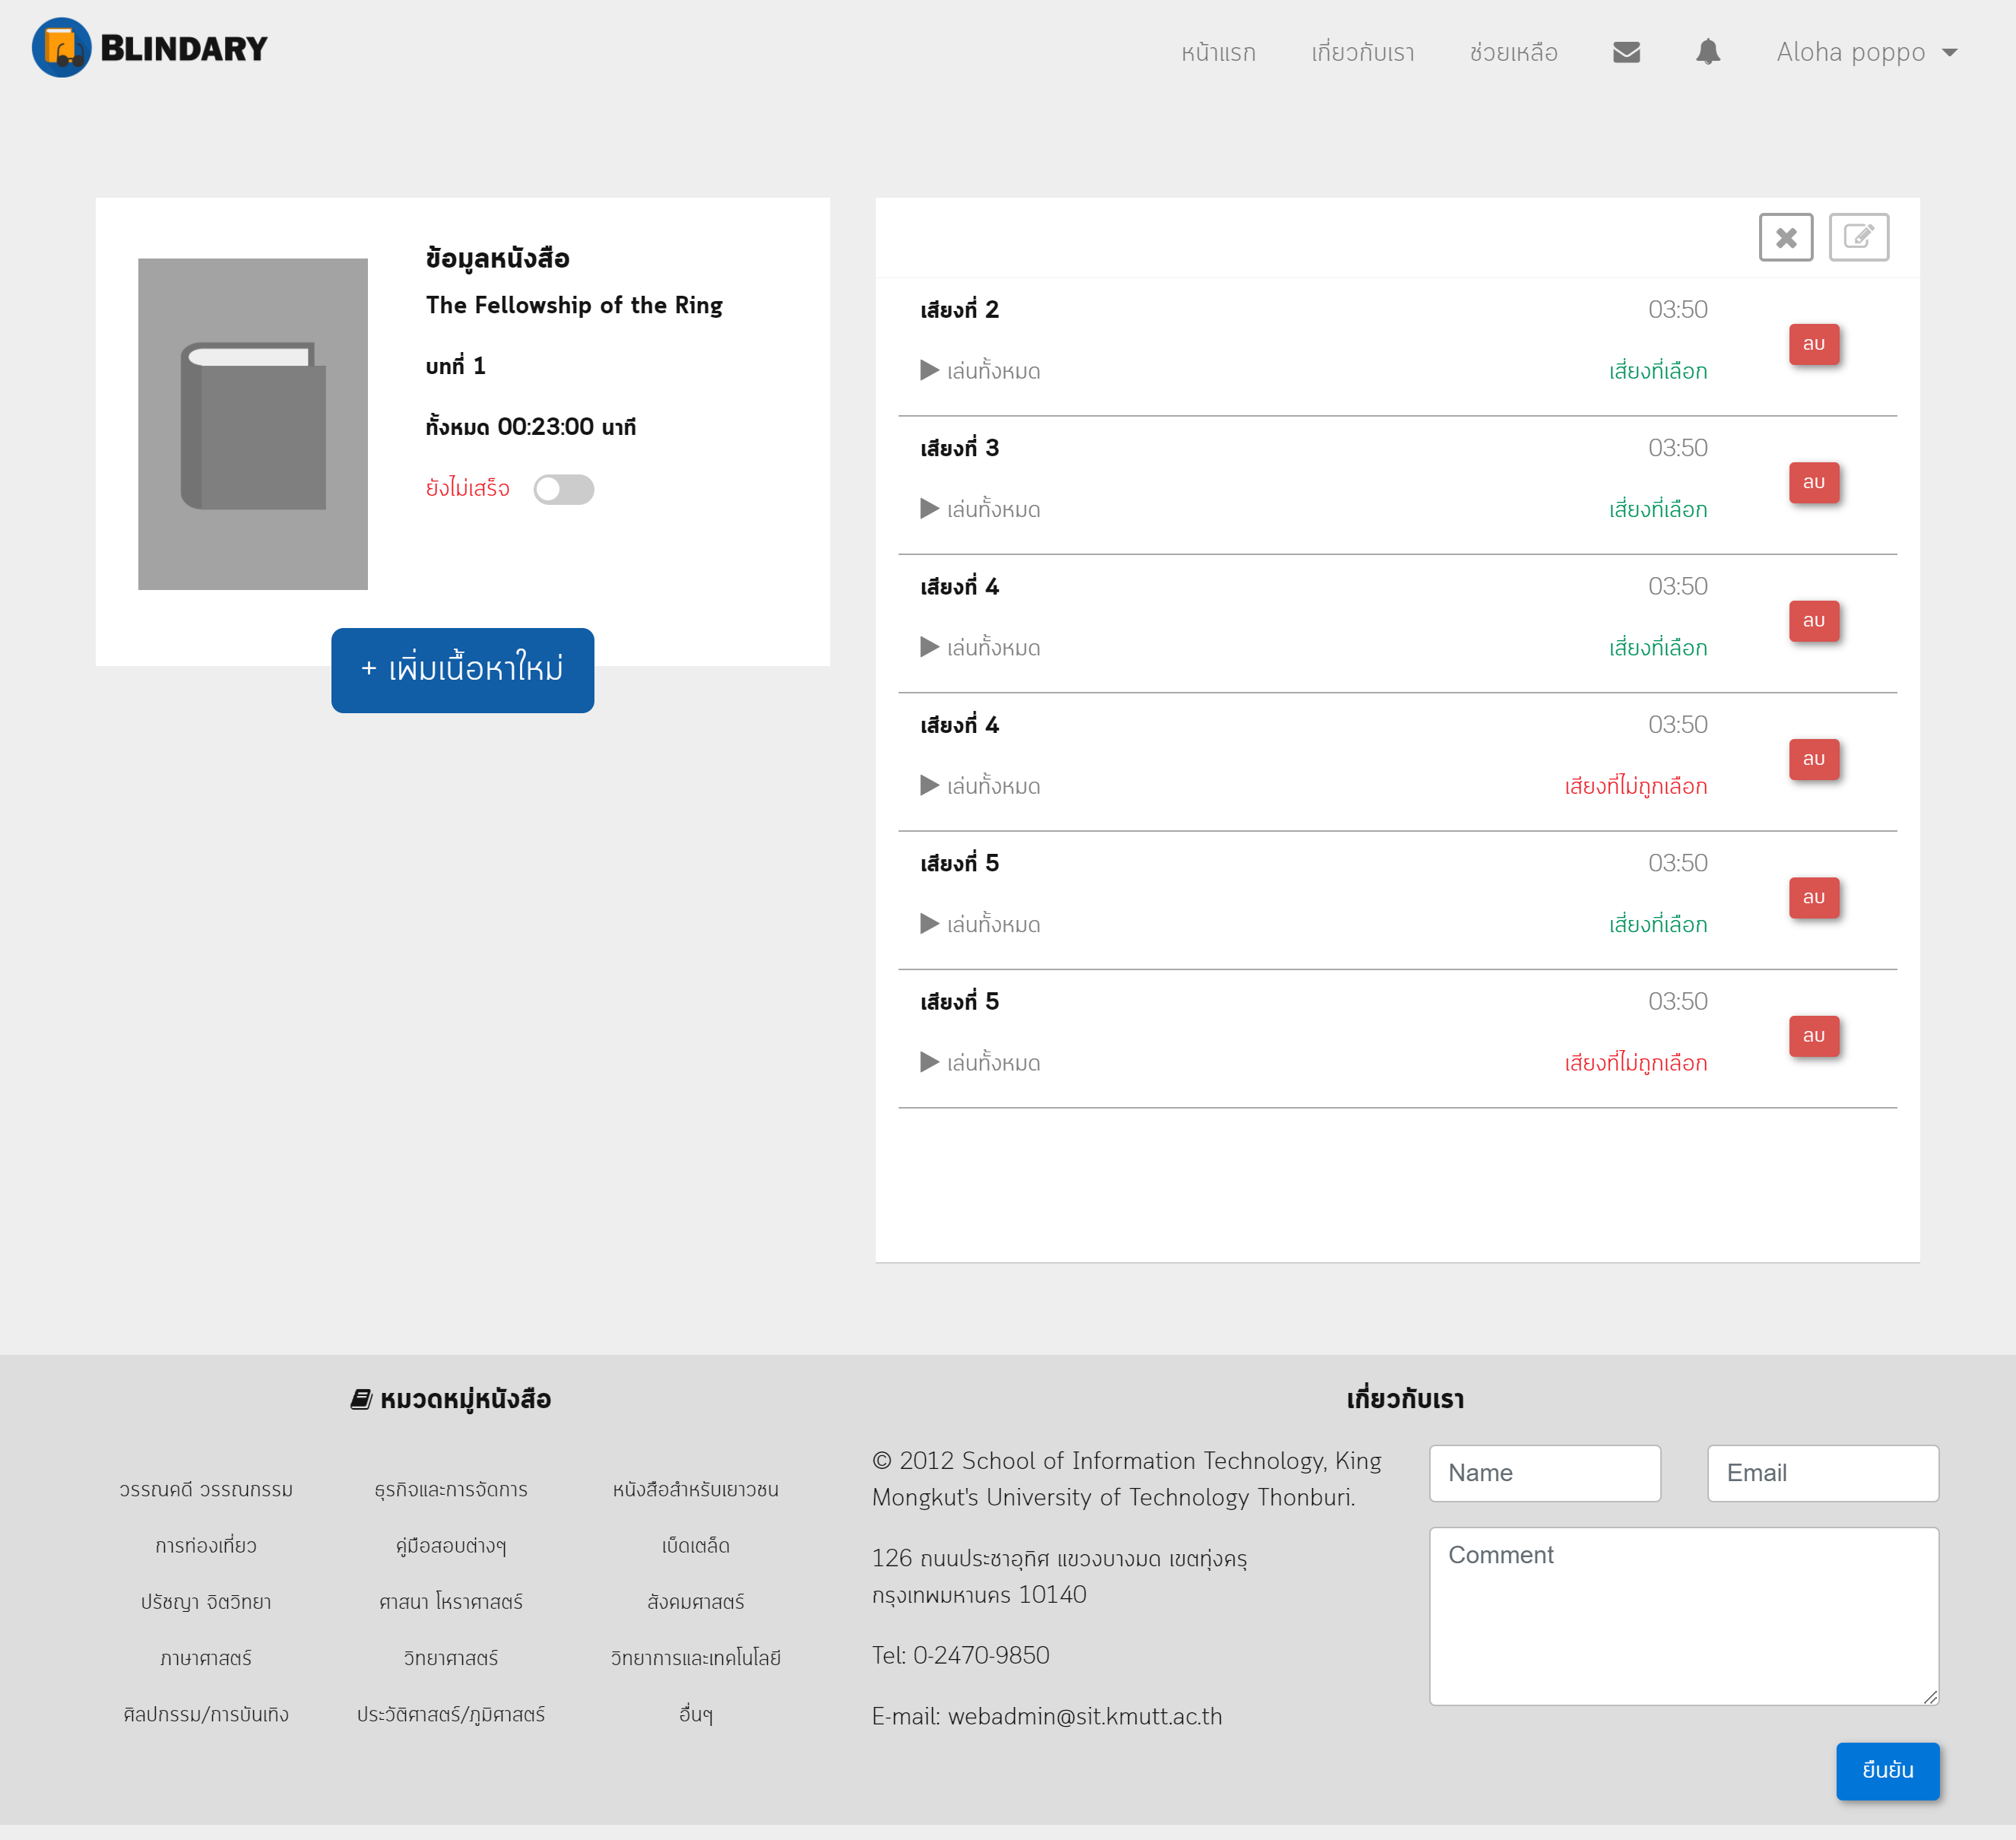 BLINDARY
หน้าแรก
เกี่ยวกับเรา
ช่วยเหลือ
Aloha poppo
ข้อมูลหนังสือ
The Fellowship of the Ring
บทที่ 1
ทั้งหมด 00:23:00 นาที
ยังไม่เสร็จ
+ เพิ่มเนื้อหาใหม่
เสียงที่ 2
03:50
เล่นทั้งหมด
เสี่ยงที่เลือก
ลบ
เสียงที่ 3
03:50
เล่นทั้งหมด
เสี่ยงที่เลือก
ลบ
เสียงที่ 4
03:50
เล่นทั้งหมด
เสี่ยงที่เลือก
ลบ
เสียงที่ 4
03:50
เล่นทั้งหมด
เสียงที่ไม่ถูกเลือก
ลบ
เสียงที่ 5
03:50
เล่นทั้งหมด
เสี่ยงที่เลือก
ลบ
เสียงที่ 5
03:50
เล่นทั้งหมด
เสียงที่ไม่ถูกเลือก
ลบ
หมวดหมู่หนังสือ
วรรณคดี วรรณกรรม
ธุรกิจและการจัดการ
หนังสือสำหรับเยาวชน
การท่องเที่ยว
คู่มือสอบต่างๆ
เบ็ดเตล็ด
ปรัชญา จิตวิทยา
ศาสนา โหราศาสตร์
สังคมศาสตร์
ภาษาศาสตร์
วิทยาศาสตร์
วิทยาการและเทคโนโลยี
ศิลปกรรม/การบันเทิง
ประวัติศาสตร์/ภูมิศาสตร์
อื่นๆ
เกี่ยวกับเรา
© 2012 School of Information Technology, King
Mongkut's University of Technology Thonburi.
126 ถนนประชาอุทิศ แขวงบางมด เขตทุ่งครุ
กรุงเทพมหานคร 10140
Tel: 0-2470-9850
E-mail: webadmin@sit.kmutt.ac.th
Name
Email
Comment
ยืนยัน